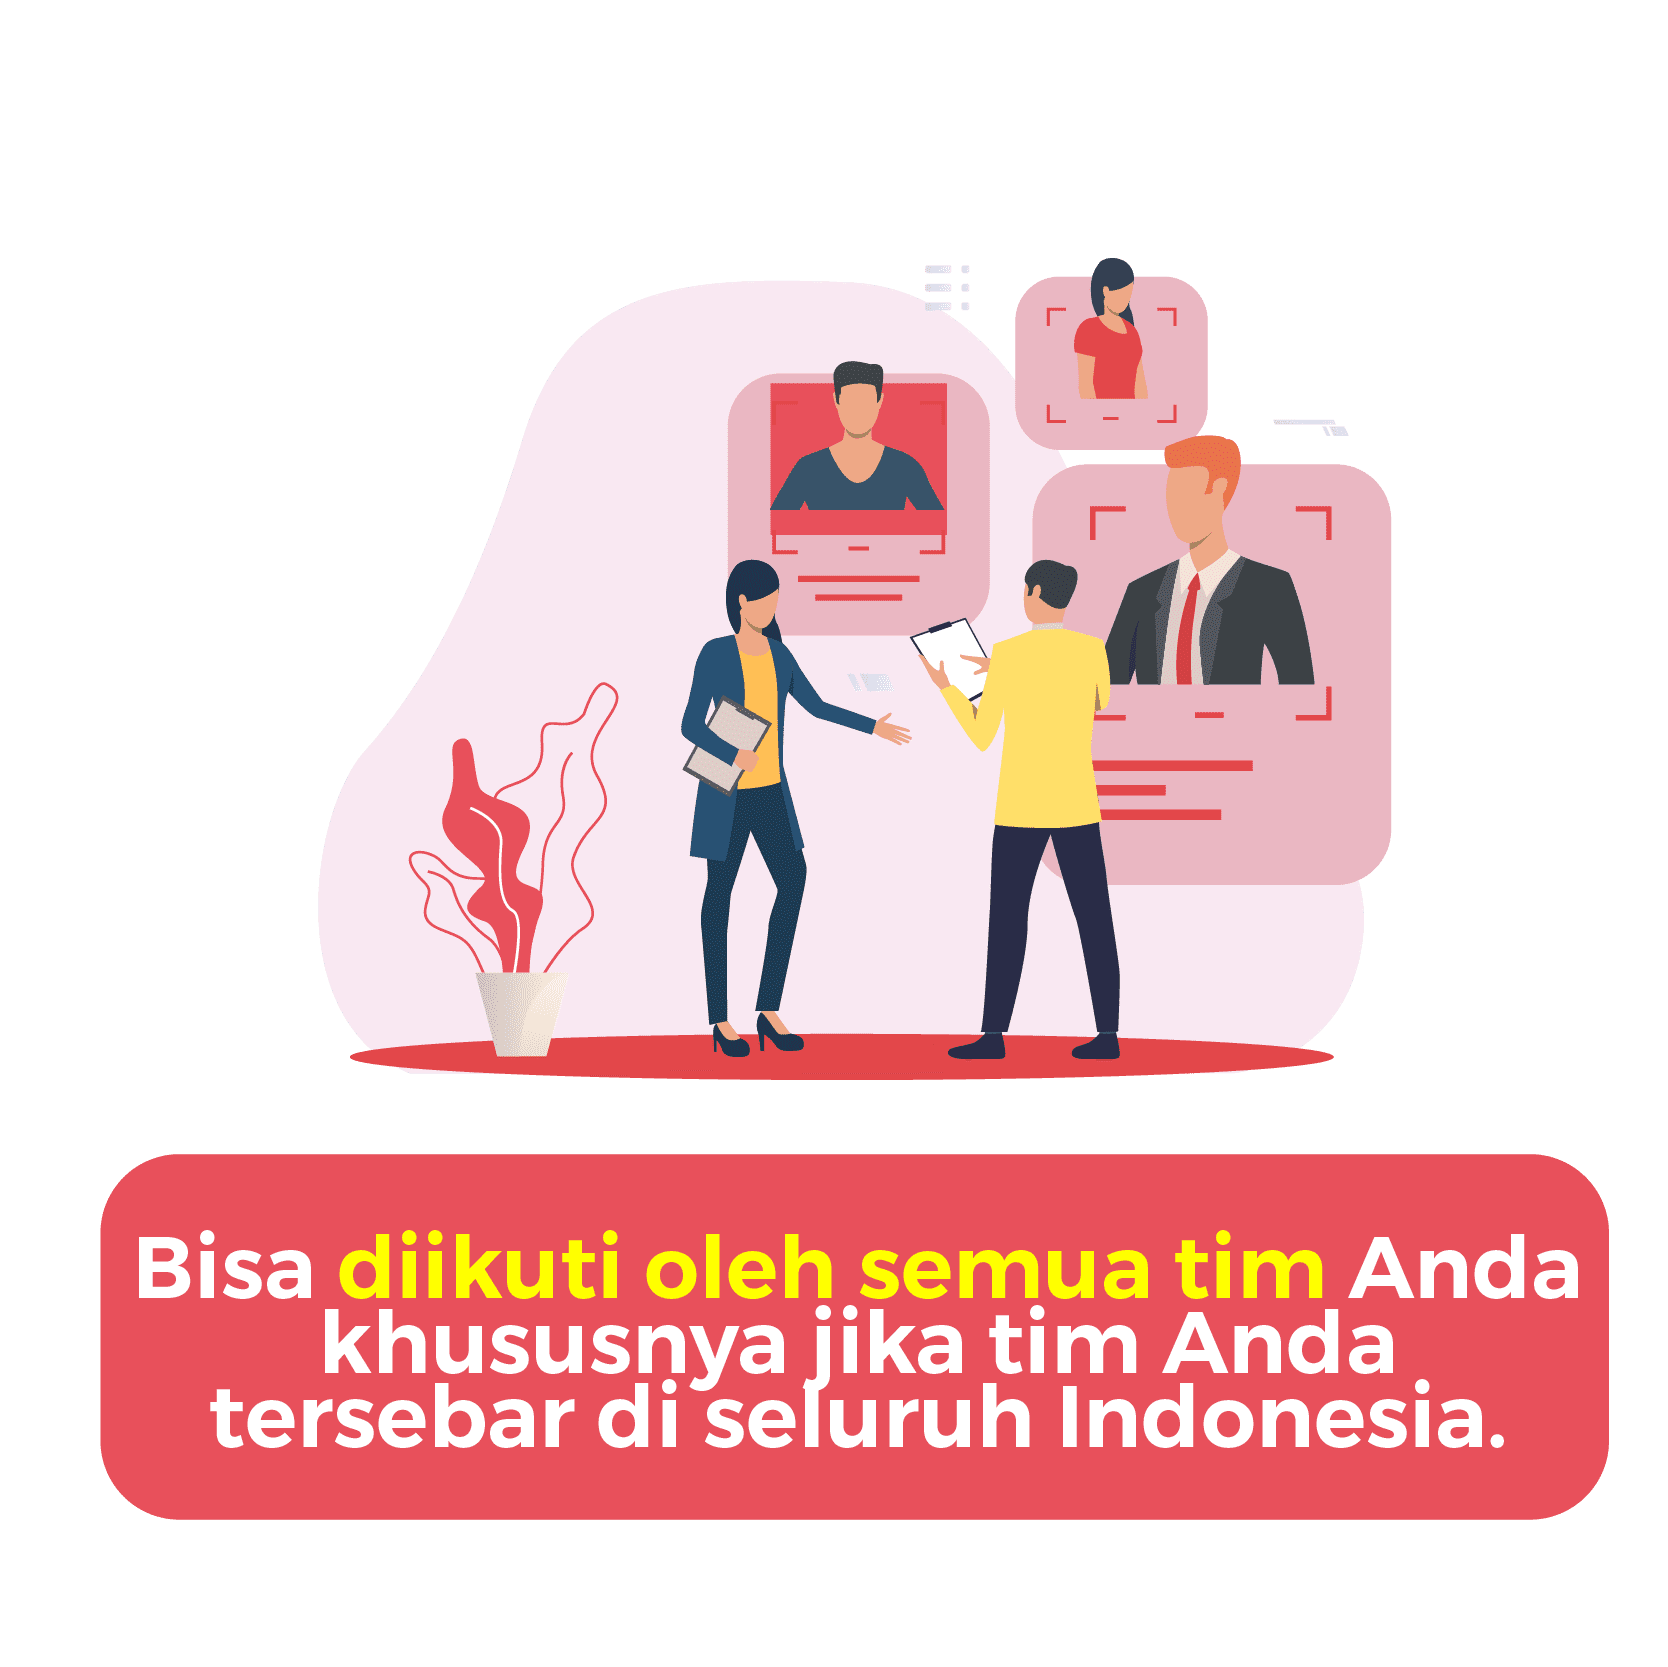 Bisa diikuti oleh semua tim Anda
khususnya jika tim Anda
tersebar di seluruh Indonesia.